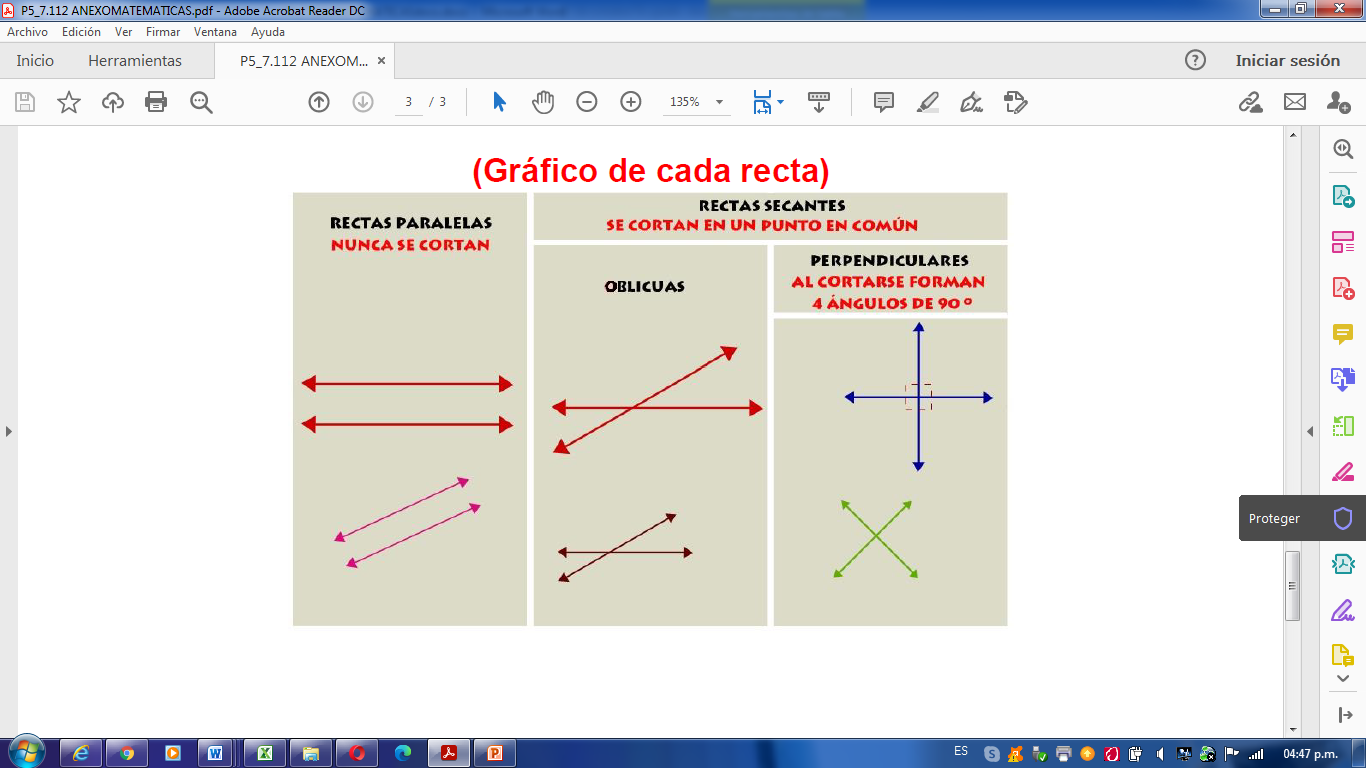 P5_7.112 ANEXOMATEMATICAS.pdf - Adobe Acrobat Reader DC
Archivo Edición Ver Firmar Ventana Ayuda
Inicio Herramientas P5_7.112 ANEXOM... × Iniciar sesión
3 / 3 135%
(Gráfico de cada recta)
RECTAS PARALELAS
NUNCA SE CORTAN
RECTAS SECANTES
SE CORTAN EN UN PUNTO EN COMÚN
OBLICUAS
PERPENDICULARES
AL CORTARSE FORMAN
4 ÁNGULOS DE 90 º
Proteger
ES 04:47 p.m.